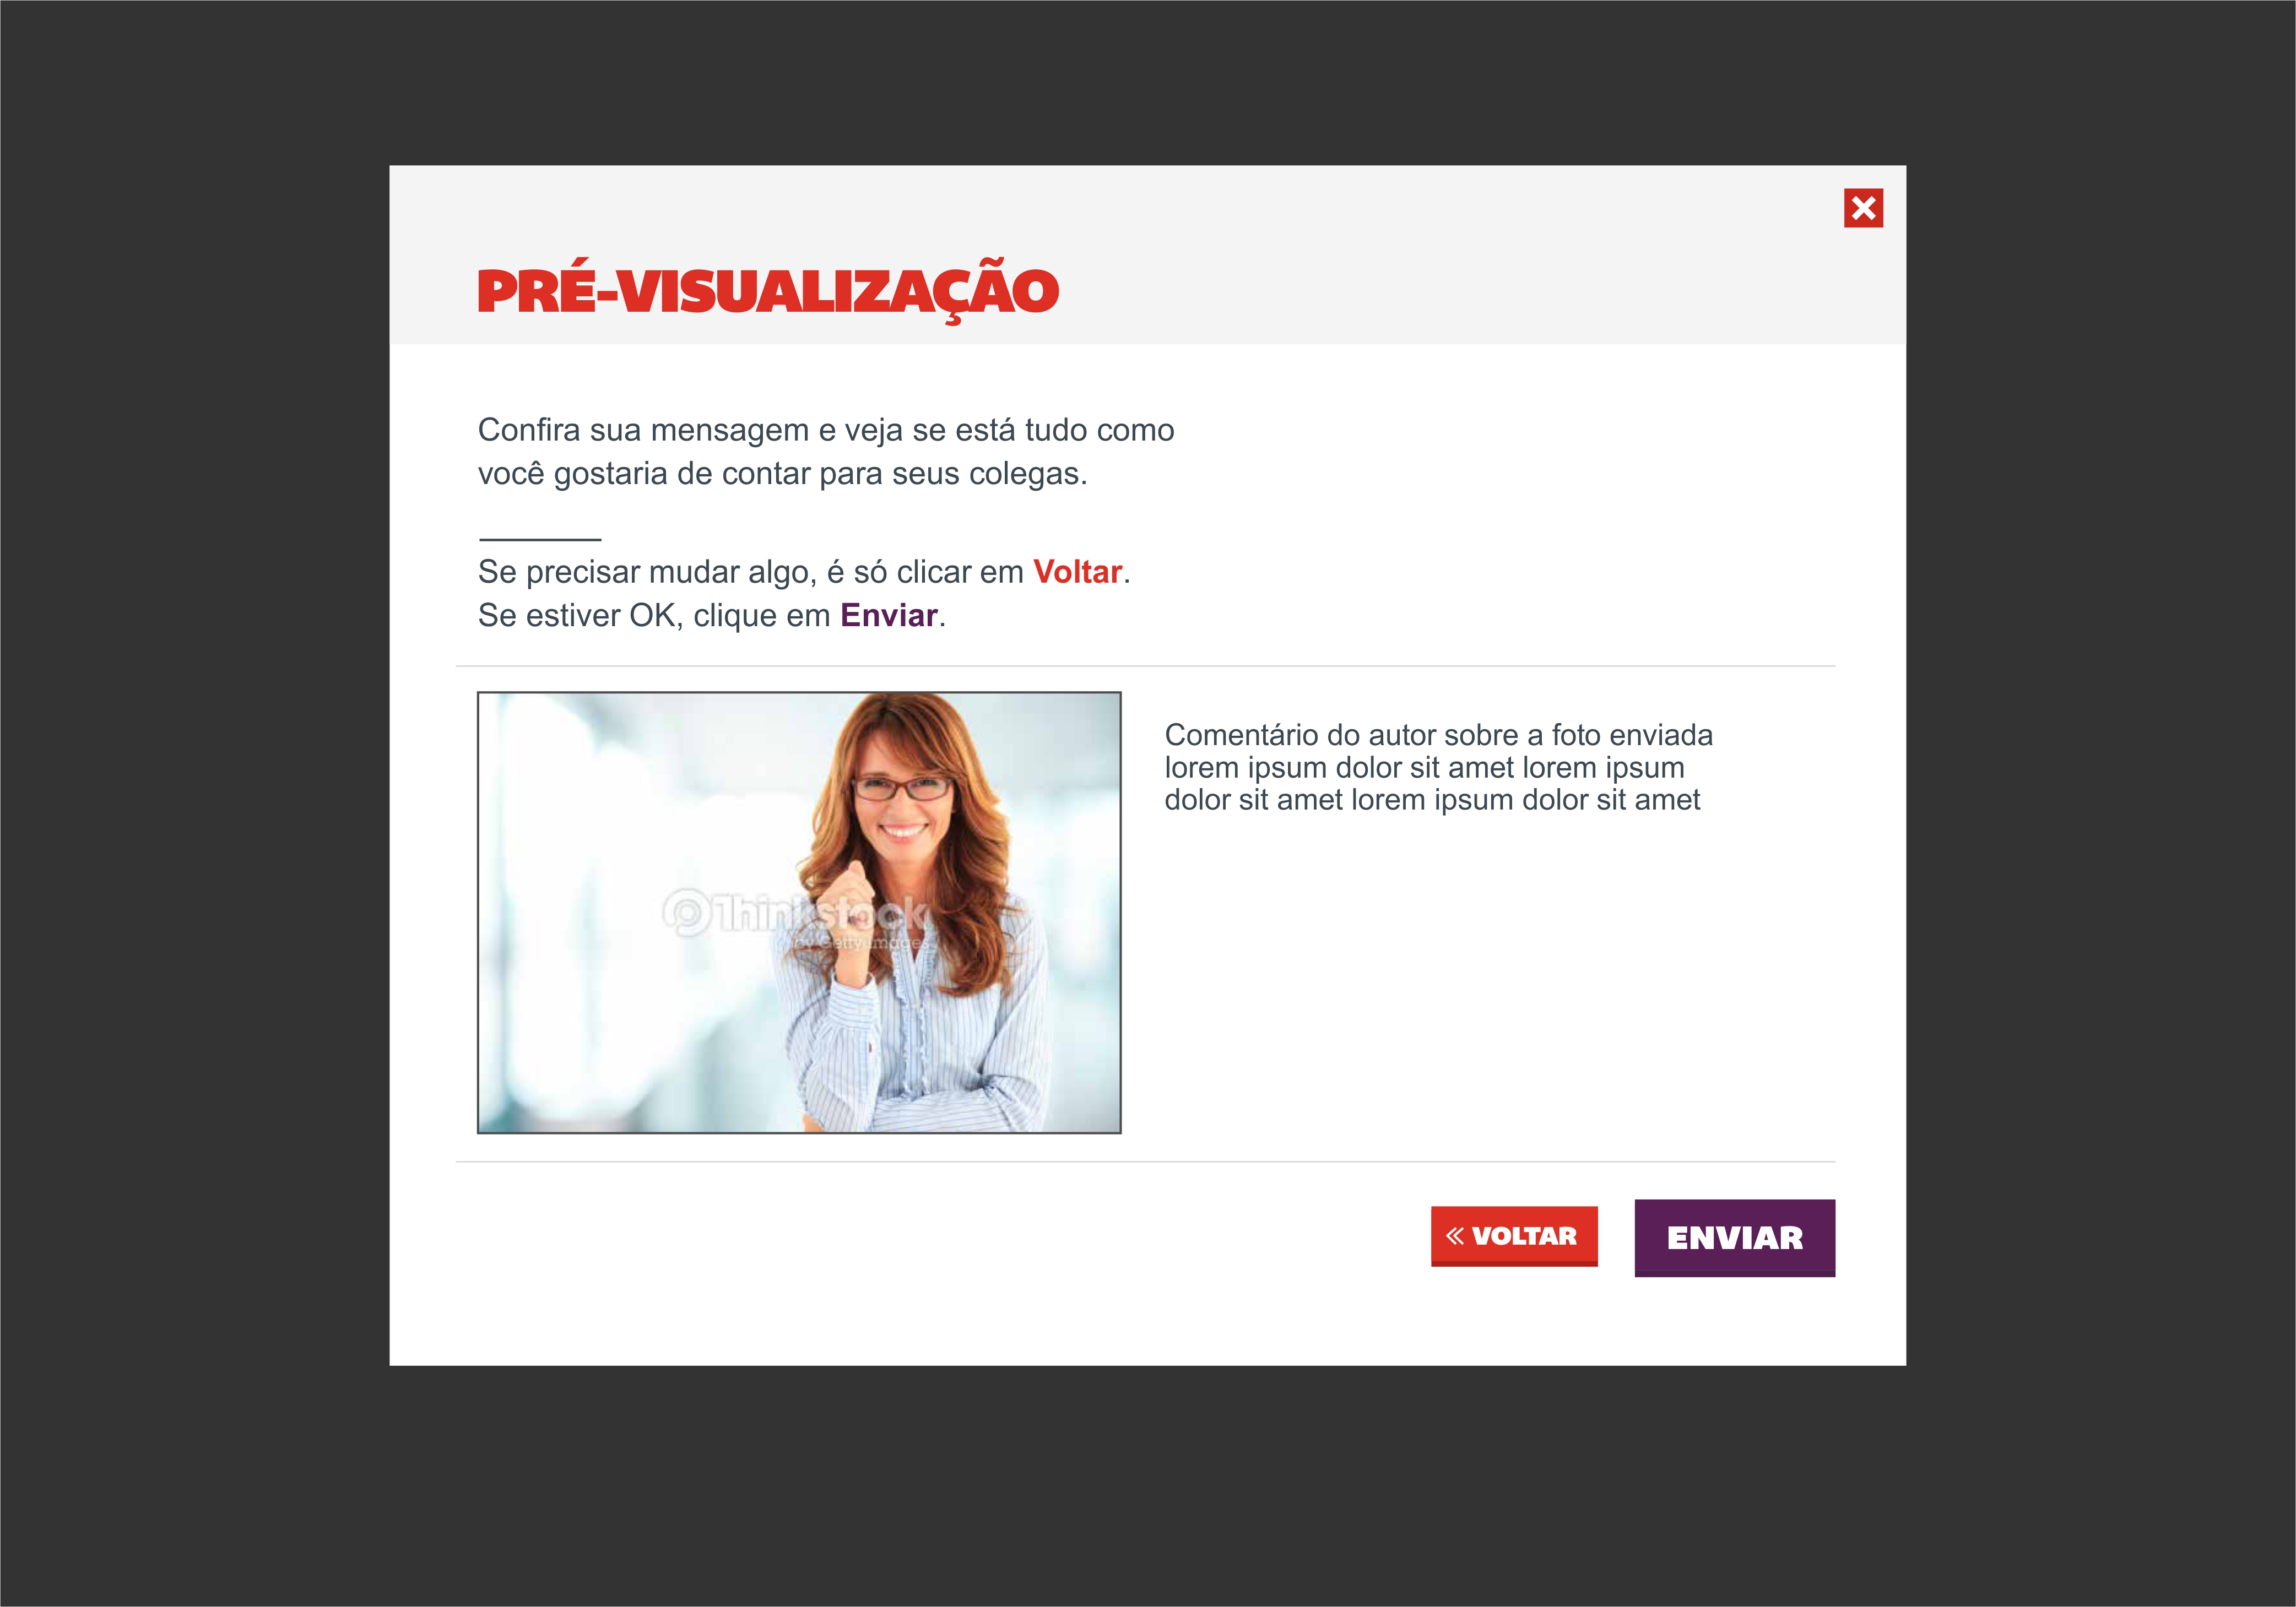 PRÉ-VISUALIZAÇÃO
Confira sua mensagem e veja se está tudo como
você gostaria de contar para seus colegas.
Se precisar mudar algo, é só clicar em Voltar.
Se estiver OK, clique em Enviar.
Comentário do autor sobre a foto enviada
lorem ipsum dolor sit amet lorem ipsum
dolor sit amet lorem ipsum dolor sit amet
Thinkstock
by Getty Images
VOLTAR
ENVIAR